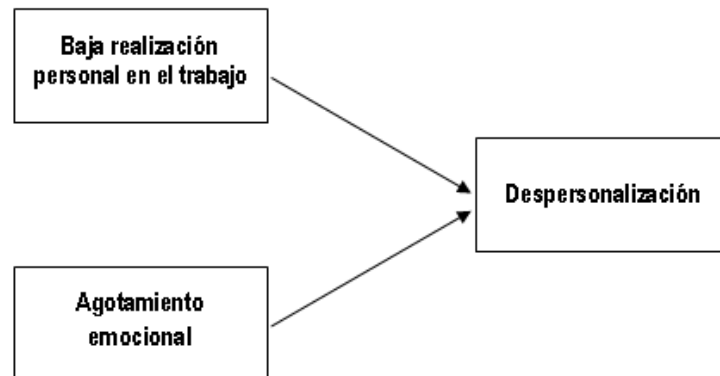 Baja realización
personal en el trabajo
Despersonalización
Agotamiento
emocional